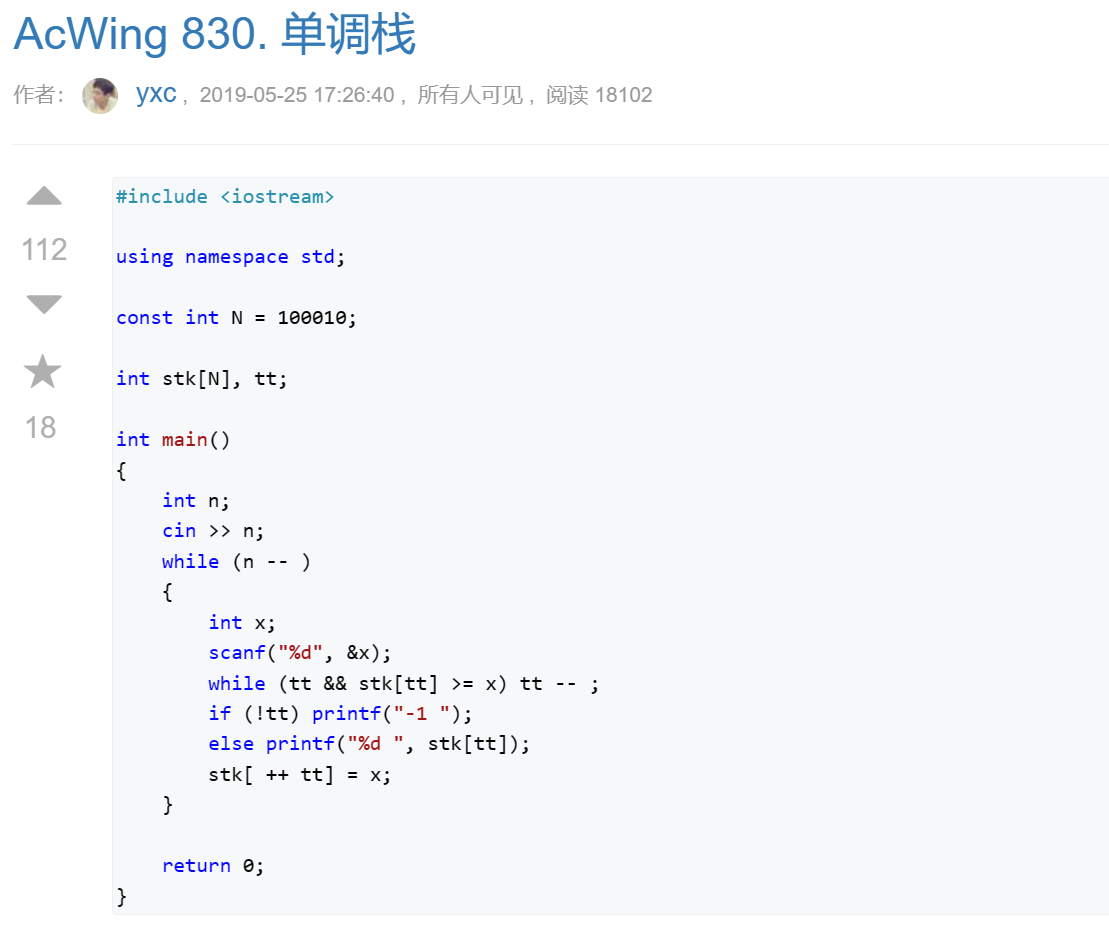 AcWing 830. 单调栈
作者： yxc ， 2019-05-25 17:26:40 ， 所有人可见 ， 阅读 18102
112
18
#include <iostream>
using namespace std;
const int N = 100010;
int stk[N], tt;
int main()
{
    int n;
    cin >> n;
    while (n -- )
    {
        int x;
        scanf("%d", &x);
        while (tt && stk[tt] >= x) tt -- ;
        if (!tt) printf("-1 ");
        else printf("%d ", stk[tt]);
        stk[ ++ tt] = x;
    }
    return 0;
}